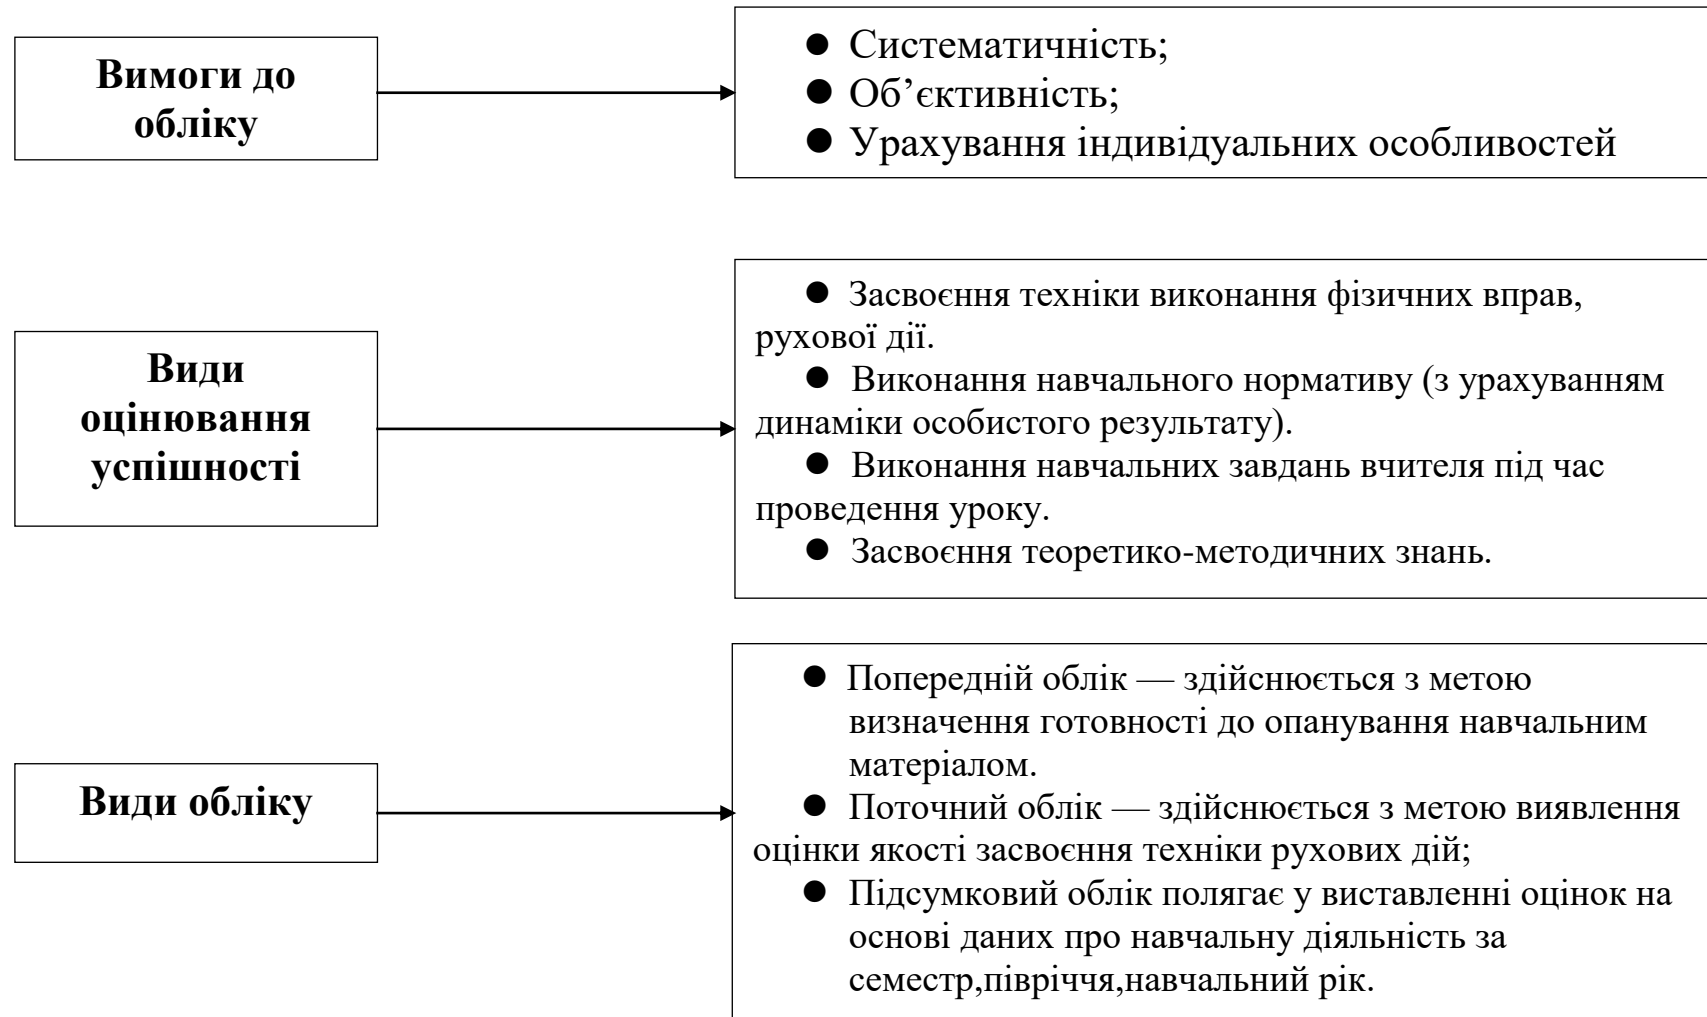 Вимоги до
обліку
● Систематичність;
● Об’єктивність;
● Урахування індивідуальних особливостей
Види
оцінювання
успішності
● Засвоєння техніки виконання фізичних вправ,
рухової дії.
● Виконання навчального нормативу (з урахуванням
динаміки особистого результату).
● Виконання навчальних завдань вчителя під час
проведення уроку.
● Засвоєння теоретико-методичних знань.
Види обліку
● Попередній облік — здійснюється з метою
визначення готовності до опанування навчальним
матеріалом.
● Поточний облік — здійснюється з метою виявлення
оцінки якості засвоєння техніки рухових дій;
● Підсумковий облік полягає у виставленні оцінок на
основі даних про навчальну діяльність за
семестр,півріччя,навчальний рік.